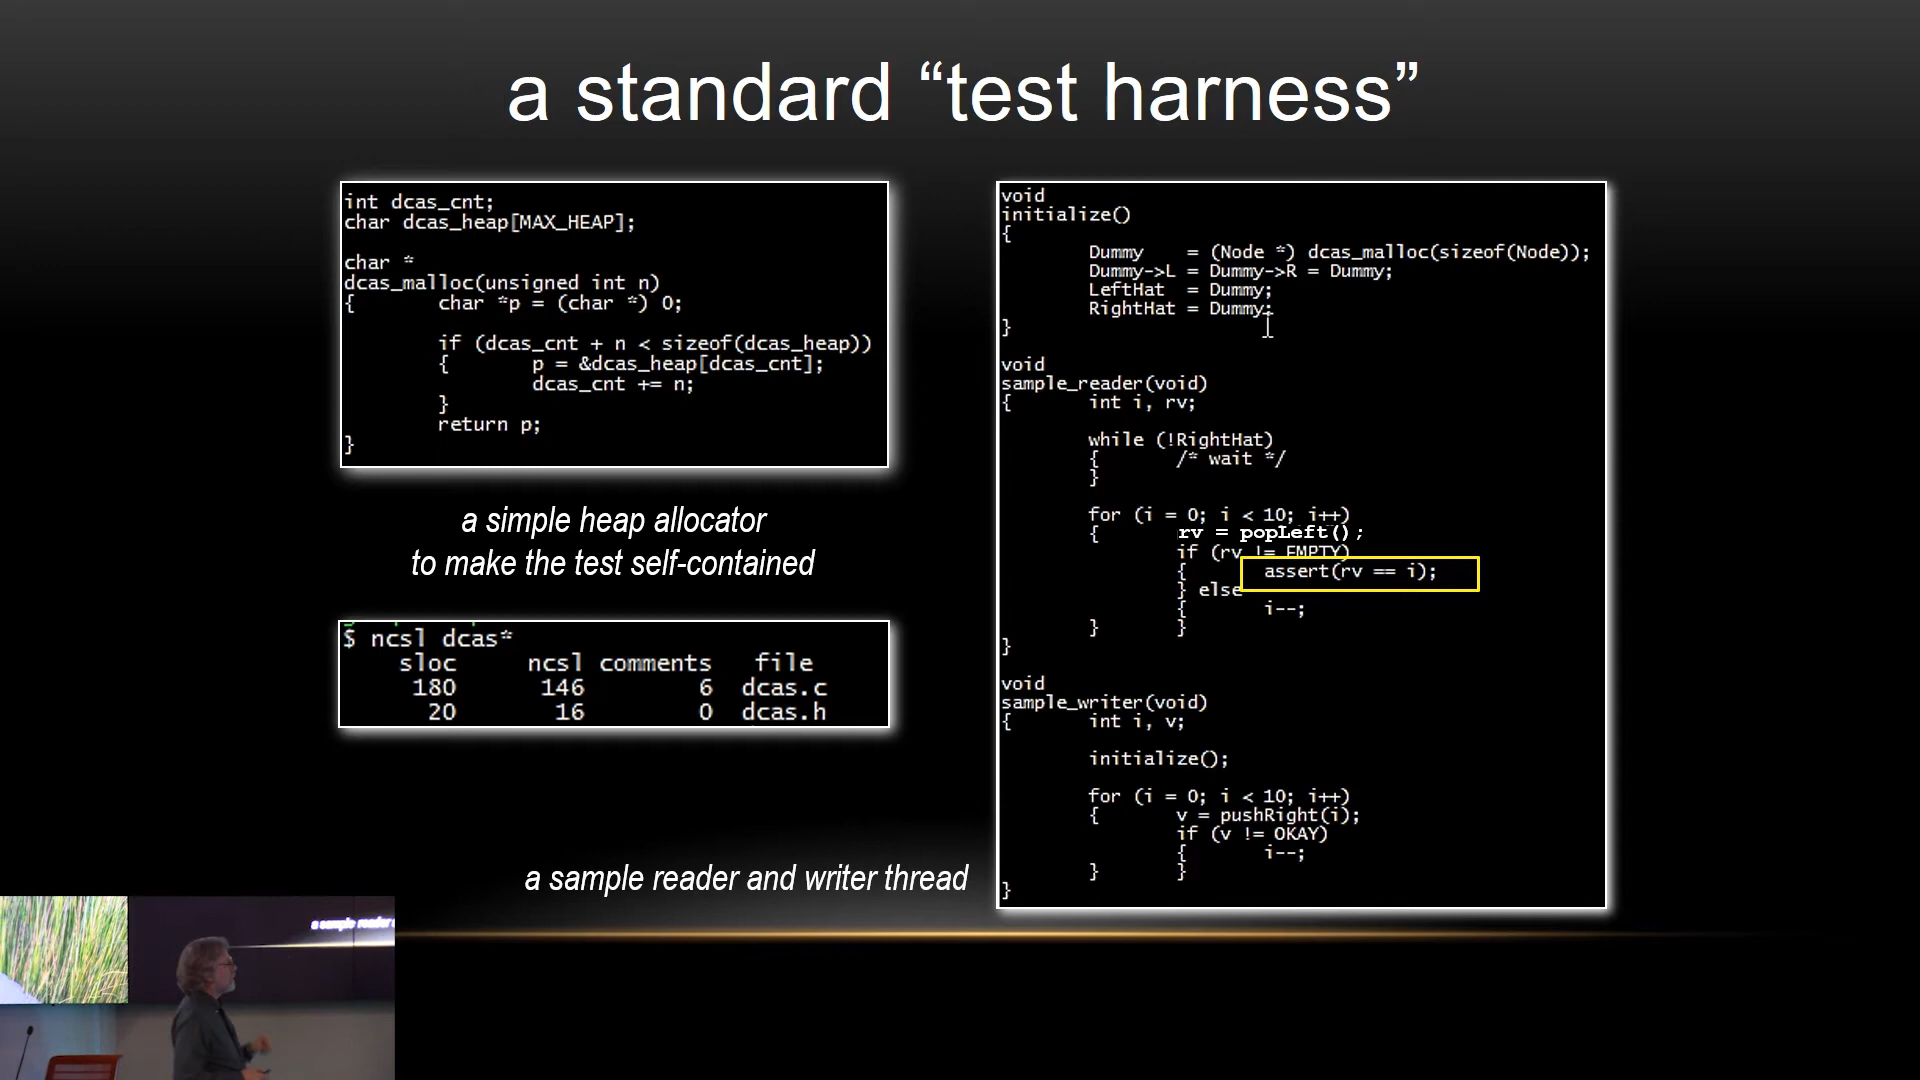 a standard “test harness”
int dcas_cnt;
char dcas_heap[MAX_HEAP];
char *
dcas_malloc(unsigned int n)
{ char *p = (char *) 0;
if (dcas_cnt + n < sizeof(dcas_heap))
{ p = &dcas_heap[dcas_cnt];
dcas_cnt += n;
}
return p;
}
a simple heap allocator
to make the test self-contained
$ ncsl dcas*
sloc ncsl comments file
180 146 6 dcas.c
20 16 0 dcas.h
a sample reader and writer thread
void
initialize()
{
Dummy = (Node *) dcas_malloc(sizeof(Node));
Dummy->L = Dummy->R = Dummy;
LeftHat = Dummy;
RightHat = Dummy;
}
void
sample_reader(void)
{ int i, rv;
while (!RightHat)
{ /* wait */
}
for (i = 0; i < 10; i++)
{ rv = popLeft();
if (rv != EMPTY)
{ assert(rv == i);
} else
{ i--;
} }
}
void
sample_writer(void)
{ int i, v;
initialize();
for (i = 0; i < 10; i++)
{ v = pushRight(i);
if (v != OKAY)
{ i--;
} }
}
a sample reader